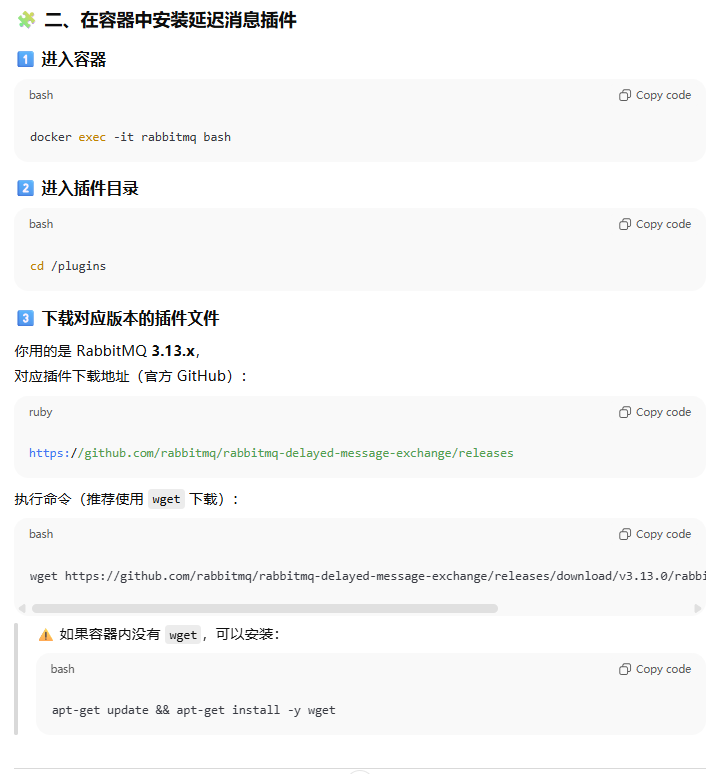 🧩 二、在容器中安装延迟消息插件
1️⃣ 进入容器
bash
Copy code
docker exec -it rabbitmq bash
2️⃣ 进入插件目录
bash
Copy code
cd /plugins
3️⃣ 下载对应版本的插件文件
你用的是 RabbitMQ 3.13.x，
对应插件下载地址（官方 GitHub）：
ruby
Copy code
https://github.com/rabbitmq/rabbitmq-delayed-message-exchange/releases
执行命令（推荐使用 wget 下载）：
bash
Copy code
wget https://github.com/rabbitmq/rabbitmq-delayed-message-exchange/releases/download/v3.13.0/rabbi
⚠️ 如果容器内没有 wget，可以安装：
bash
Copy code
apt-get update && apt-get install -y wget